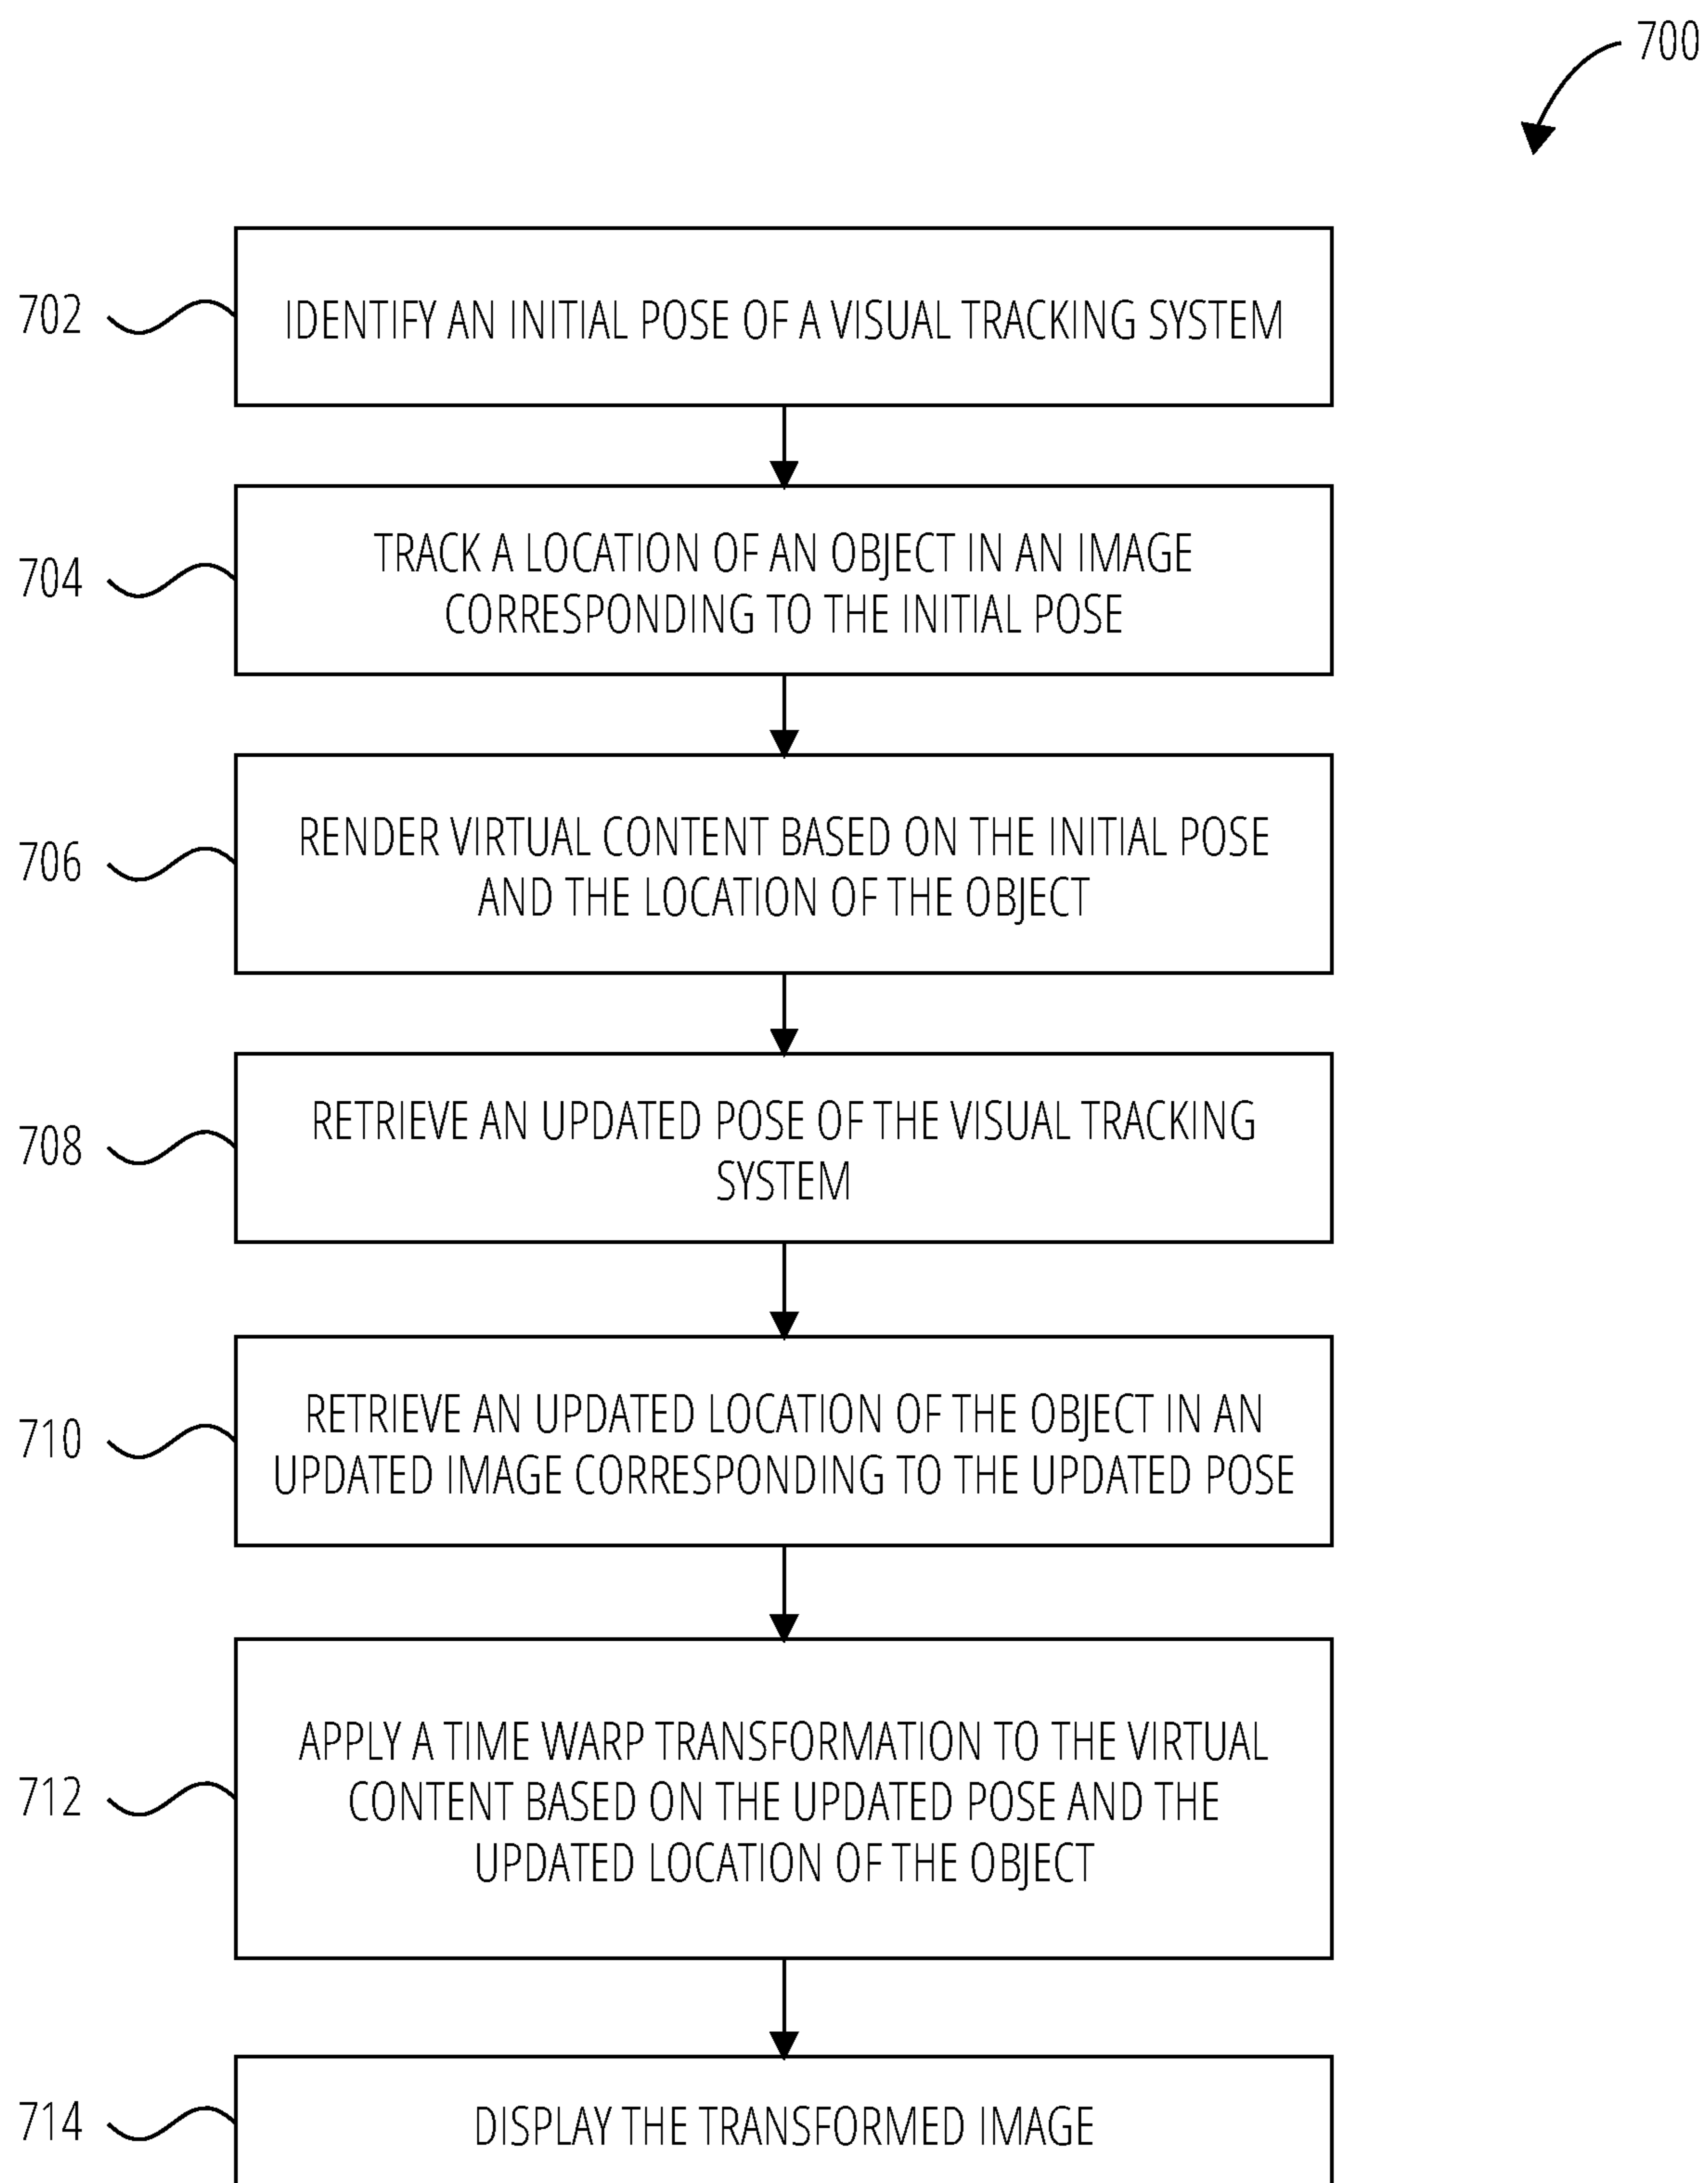 700
702
IDENTIFY AN INITIAL POSE OF A VISUAL TRACKING SYSTEM
704
TRACK A LOCATION OF AN OBJECT IN AN IMAGE
CORRESPONDING TO THE INITIAL POSE
706
RENDER VIRTUAL CONTENT BASED ON THE INITIAL POSE
AND THE LOCATION OF THE OBJECT
708
RETRIEVE AN UPDATED POSE OF THE VISUAL TRACKING
SYSTEM
710
RETRIEVE AN UPDATED LOCATION OF THE OBJECT IN AN
UPDATED IMAGE CORRESPONDING TO THE UPDATED POSE
712
APPLY A TIME WARP TRANSFORMATION TO THE VIRTUAL
CONTENT BASED ON THE UPDATED POSE AND THE
UPDATED LOCATION OF THE OBJECT
714
DISPLAY THE TRANSFORMED IMAGE